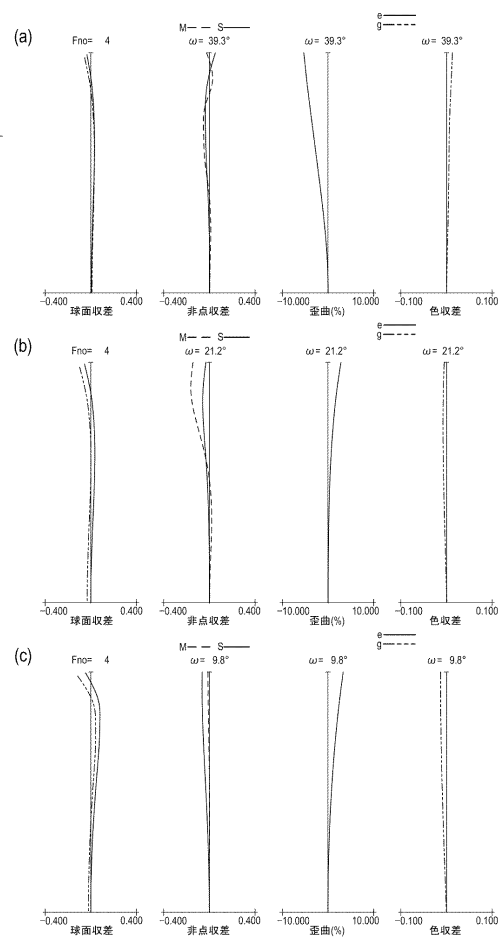 (a)
M S
e
g
Fno= 4
ω= 39.3°
ω= 39.3°
ω= 39.3°
−0.400 0.400
球面収差
−0.400 0.400
非点収差
−10.000 10.000
歪曲(%)
−0.100 0.100
色収差
(b)
M S
e
g
Fno= 4
ω= 21.2°
ω= 21.2°
ω= 21.2°
−0.400 0.400
球面収差
−0.400 0.400
非点収差
−10.000 10.000
歪曲(%)
−0.100 0.100
色収差
(c)
M S
e
g
Fno= 4
ω= 9.8°
ω= 9.8°
ω= 9.8°
−0.400 0.400
球面収差
−0.400 0.400
非点収差
−10.000 10.000
歪曲(%)
−0.100 0.100
色収差